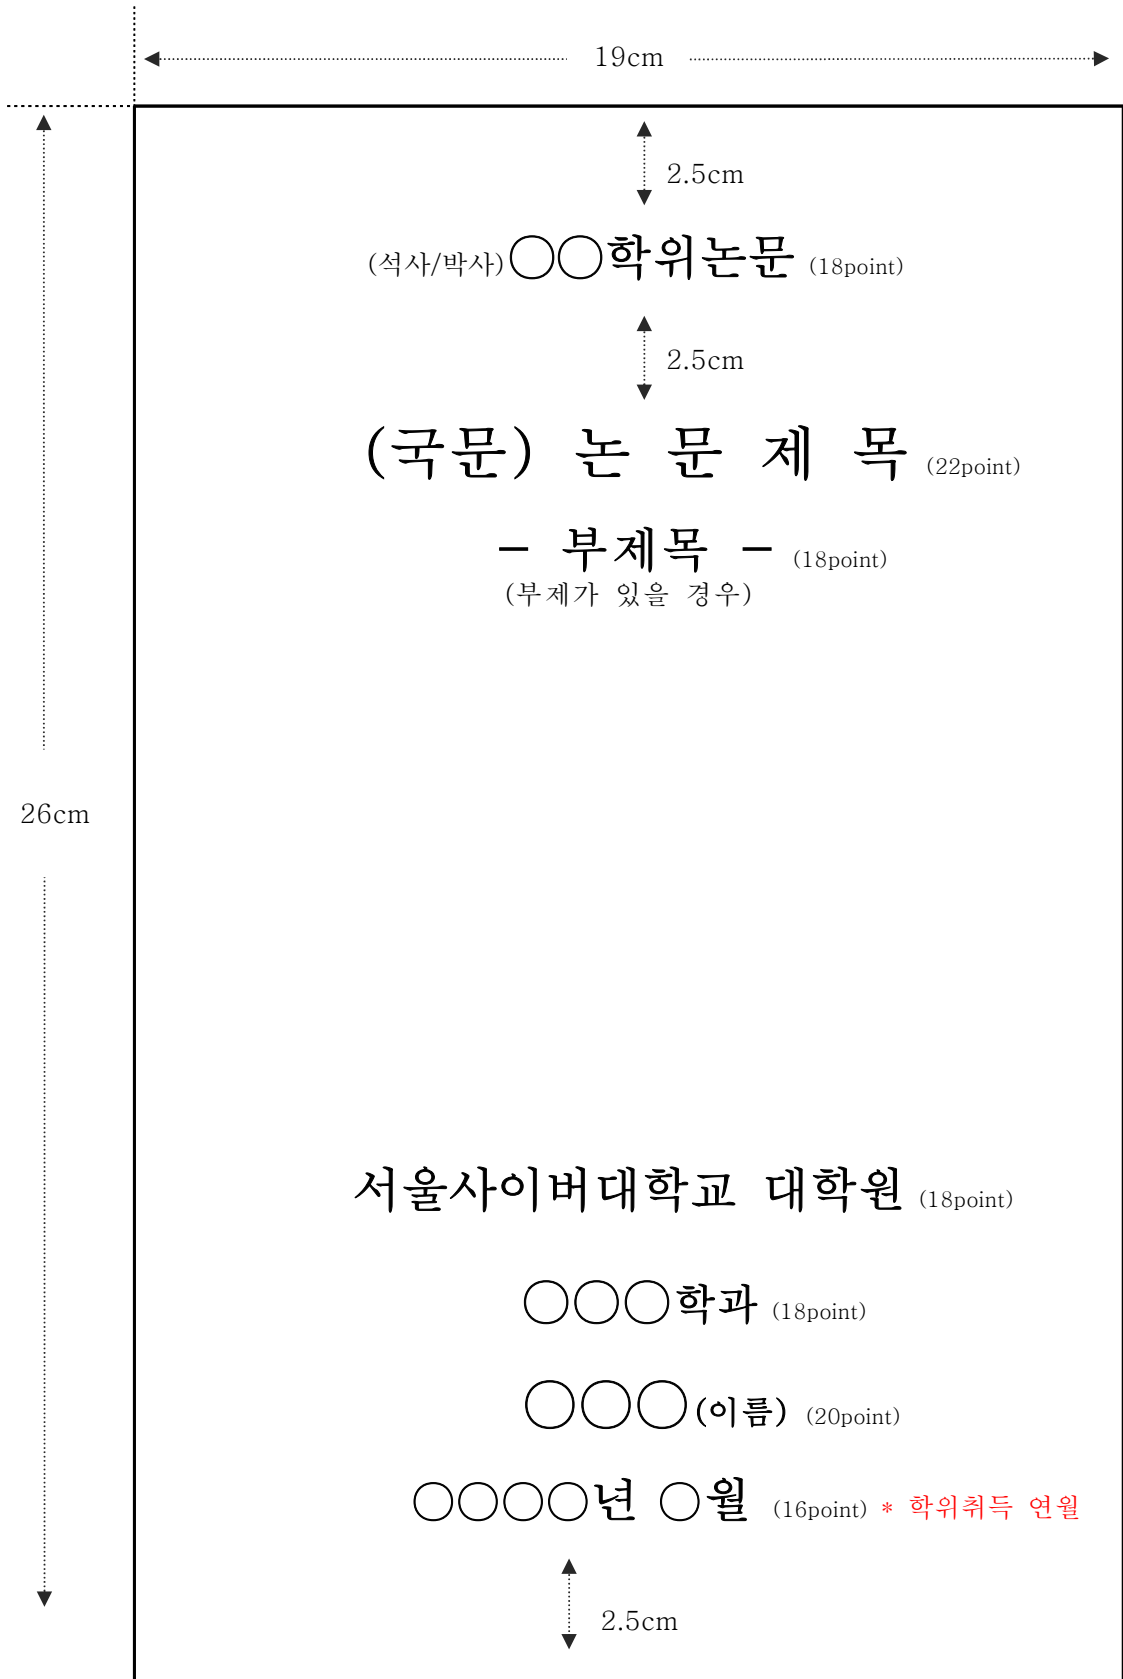 19cm
2.5cm
(석사/박사)○○학위논문 (18point)
2.5cm
(국문) 논 문 제 목 (22point)
- 부제목 - (18point)
(부제가 있을 경우)
26cm
서울사이버대학교 대학원 (18point)
○○○학과 (18point)
○○○(이름) (20point)
○○○○년 ○월 (16point) * 학위취득 연월
2.5cm